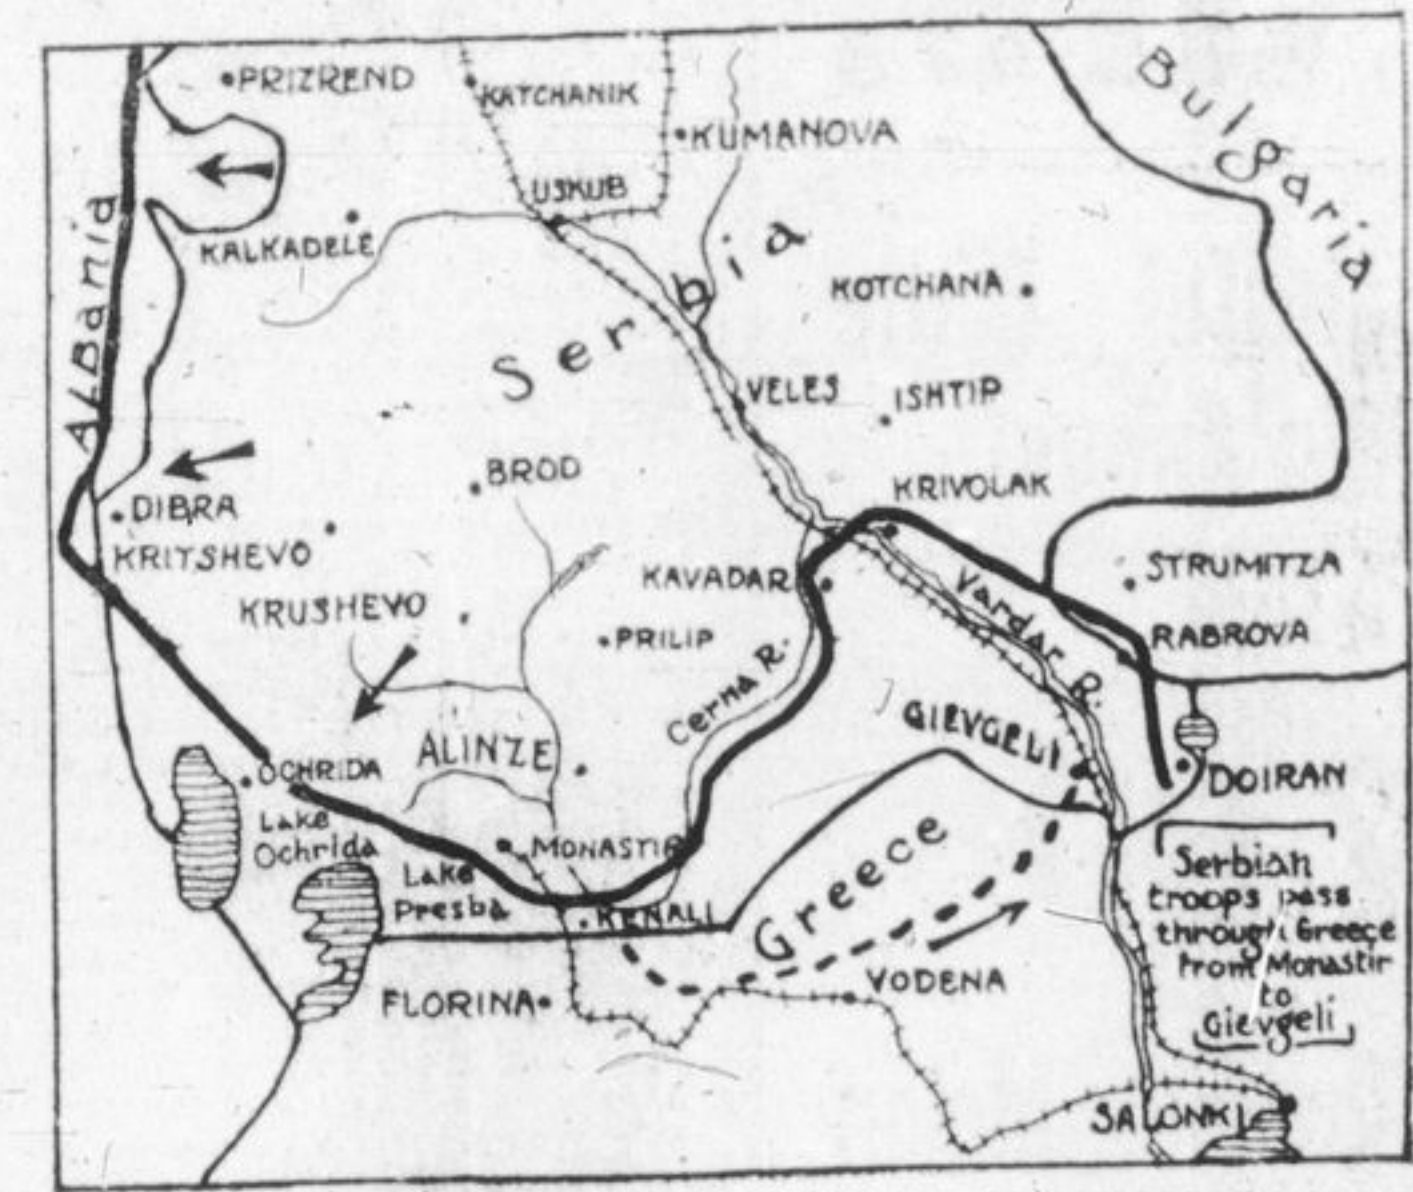 PRIZREND
KATCHANIK
KUMANOVA
Bulgaria
USKUB
KALKADELE
Albania
Serbia
KOTCHANA
VELES
ISHTIP
BROD
KRIVOLAK
DIBRA
KRITSHEVO
KAVADAR
STRUMITZA
KRUSHEVO
PRILIP
Vardar R.
RABROVA
Cerna R.
GIEVGELI
ALINZE
OCHRIDA
DOIRAN
Lake
Ochrida
MONASTIR
Lake
Presba
KENALI
Greece
Serbian
troops pass
through Greece
from Monastir
to
Gievgeli
FLORINA
VODENA
SALONKI